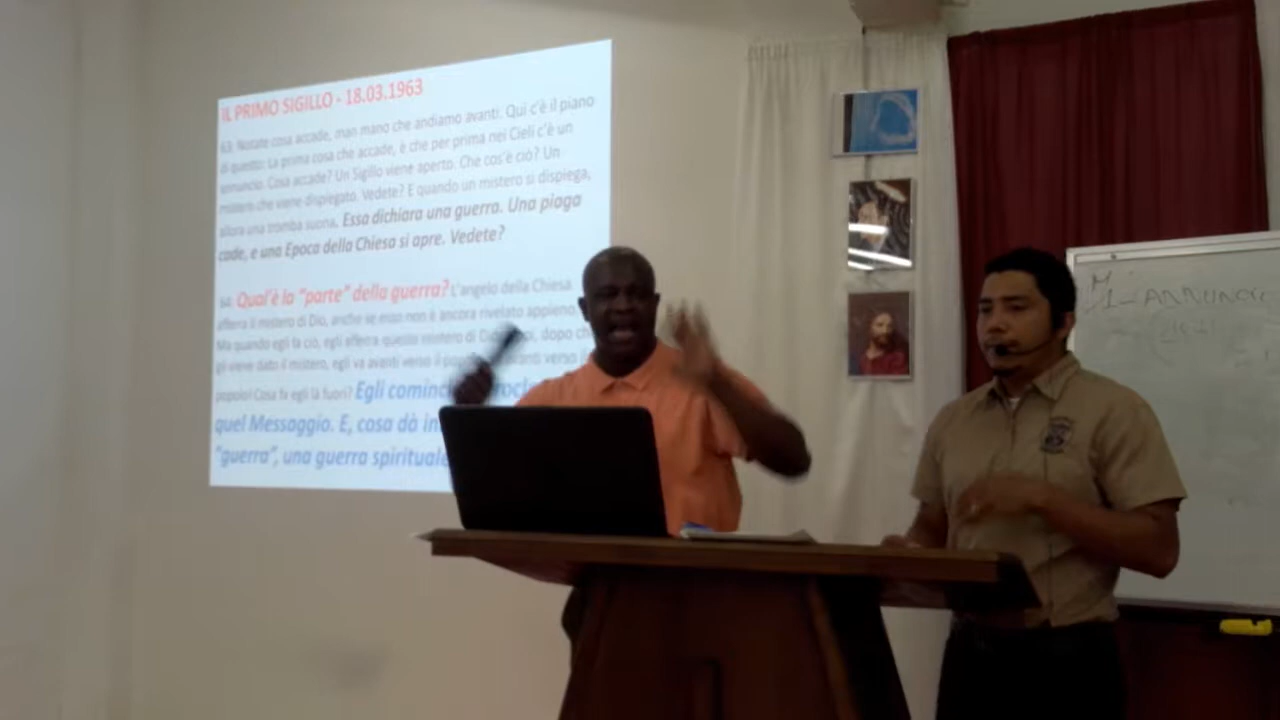 IL PRIMO SIGILLO - 18.03.1963
63: Notate cosa accade, man mano che andiamo avanti. Qui c'è il piano
di questo: La prima cosa che accade, è che per prima nei Cieli c'è un
annuncio. Cosa accade? Un Sigillo viene aperto. Che cos'è ciò? Un
mistero che viene dispiegato. Vedete? E quando un mistero si dispiega,
allora una tromba suona. Essa dichiara una guerra. Una piaga
cade, e una Epoca della Chiesa si apre. Vedete?
64: Qual'è la "parte" della guerra? L'angelo della Chiesa
afferra il mistero di Dio, anche se esso non è ancora rivelato appieno.
Ma quando egli fa ciò, egli afferra questo mistero di dopo ch
gli viene dato il mistero, egli va avanti verso il verso il
popolo! Cosa fa egli là fuori? Egli
quel Messaggio. E, cosa dà
"guerra", una guerra spirituale
1- ANNUNCIO